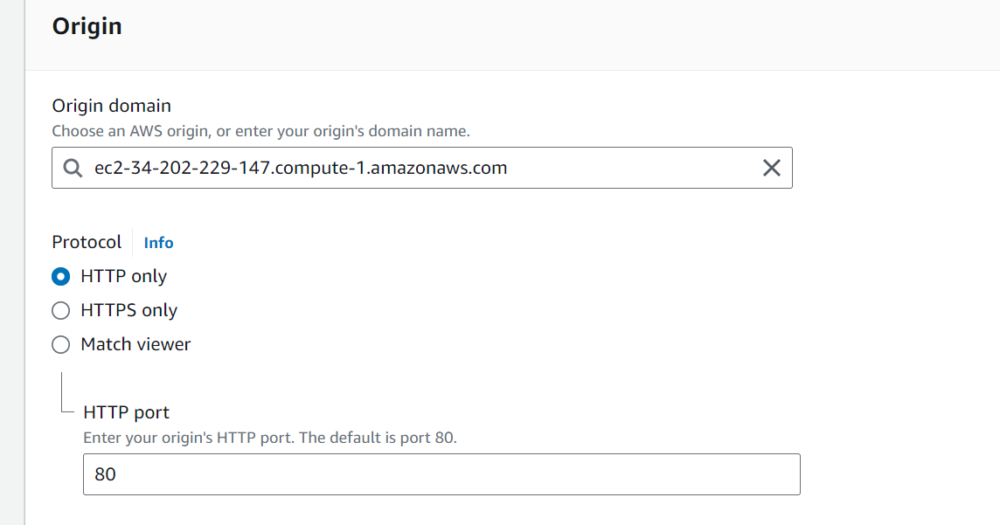 Origin
Origin domain
Choose an AWS origin, or enter your origin's domain name.
ec2-34-202-229-147.compute-1.amazonaws.com
Protocol Info
HTTP only
HTTPS only
Match viewer
HTTP port
Enter your origin's HTTP port. The default is port 80.
80